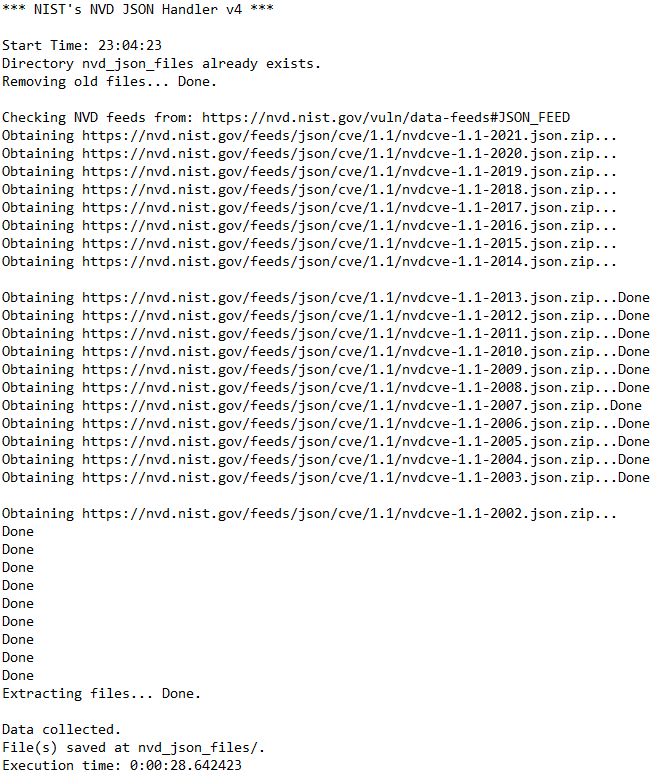 *** NIST's NVD JSON Handler v4 ***
Start Time: 23:04:23
Directory nvd_json_files already exists.
Removing old files... Done.
Checking NVD feeds from: https://nvd.nist.gov/vuln/data-feeds#JSON_FEED
Obtaining https://nvd.nist.gov/feeds/json/cve/1.1/nvdcve-1.1-2021.json.zip...
Obtaining https://nvd.nist.gov/feeds/json/cve/1.1/nvdcve-1.1-2020.json.zip...
Obtaining https://nvd.nist.gov/feeds/json/cve/1.1/nvdcve-1.1-2019.json.zip...
Obtaining https://nvd.nist.gov/feeds/json/cve/1.1/nvdcve-1.1-2018.json.zip...
Obtaining https://nvd.nist.gov/feeds/json/cve/1.1/nvdcve-1.1-2017.json.zip...
Obtaining https://nvd.nist.gov/feeds/json/cve/1.1/nvdcve-1.1-2016.json.zip...
Obtaining https://nvd.nist.gov/feeds/json/cve/1.1/nvdcve-1.1-2015.json.zip...
Obtaining https://nvd.nist.gov/feeds/json/cve/1.1/nvdcve-1.1-2014.json.zip...
Obtaining https://nvd.nist.gov/feeds/json/cve/1.1/nvdcve-1.1-2013.json.zip...Done
Obtaining https://nvd.nist.gov/feeds/json/cve/1.1/nvdcve-1.1-2012.json.zip...Done
Obtaining https://nvd.nist.gov/feeds/json/cve/1.1/nvdcve-1.1-2011.json.zip...Done
Obtaining https://nvd.nist.gov/feeds/json/cve/1.1/nvdcve-1.1-2010.json.zip...Done
Obtaining https://nvd.nist.gov/feeds/json/cve/1.1/nvdcve-1.1-2009.json.zip...Done
Obtaining https://nvd.nist.gov/feeds/json/cve/1.1/nvdcve-1.1-2008.json.zip...Done
Obtaining https://nvd.nist.gov/feeds/json/cve/1.1/nvdcve-1.1-2007.json.zip..Done
Obtaining https://nvd.nist.gov/feeds/json/cve/1.1/nvdcve-1.1-2006.json.zip...Done
Obtaining https://nvd.nist.gov/feeds/json/cve/1.1/nvdcve-1.1-2005.json.zip...Done
Obtaining https://nvd.nist.gov/feeds/json/cve/1.1/nvdcve-1.1-2004.json.zip...Done
Obtaining https://nvd.nist.gov/feeds/json/cve/1.1/nvdcve-1.1-2003.json.zip...Done
Obtaining https://nvd.nist.gov/feeds/json/cve/1.1/nvdcve-1.1-2002.json.zip...
Done
Done
Done
Done
Done
Done
Done
Done
Done
Extracting files... Done.
Data collected.
File(s) saved at nvd_json_files/.
Execution time: 0:00:28.642423